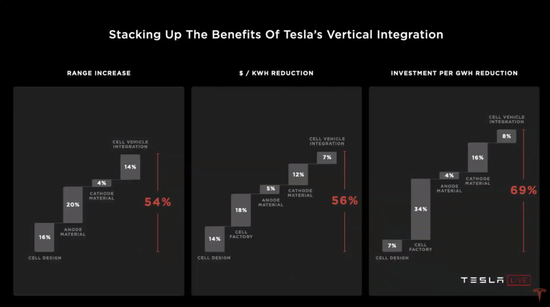 Stacking Up The Benefits Of Tesla's Vertical Integration
RANGE INCREASE
CELL VEHICLE
INTEGRATION
14%
4%
CATHODE
MATERIAL
20%
ANODE
MATERIAL
16%
CELL DESIGN
54%
$ / KWH REDUCTION
CELL VEHICLE
INTEGRATION
7%
12%
CATHODE
MATERIAL
5%
ANODE
MATERIAL
18%
CELL
FACTORY
14%
CELL DESIGN
56%
INVESTMENT PER GWH REDUCTION
CELL VEHICLE
INTEGRATION
8%
16%
CATHODE
MATERIAL
4%
ANODE
MATERIAL
34%
CELL
FACTORY
7%
CELL DESIGN
69%
TESLA LIVE